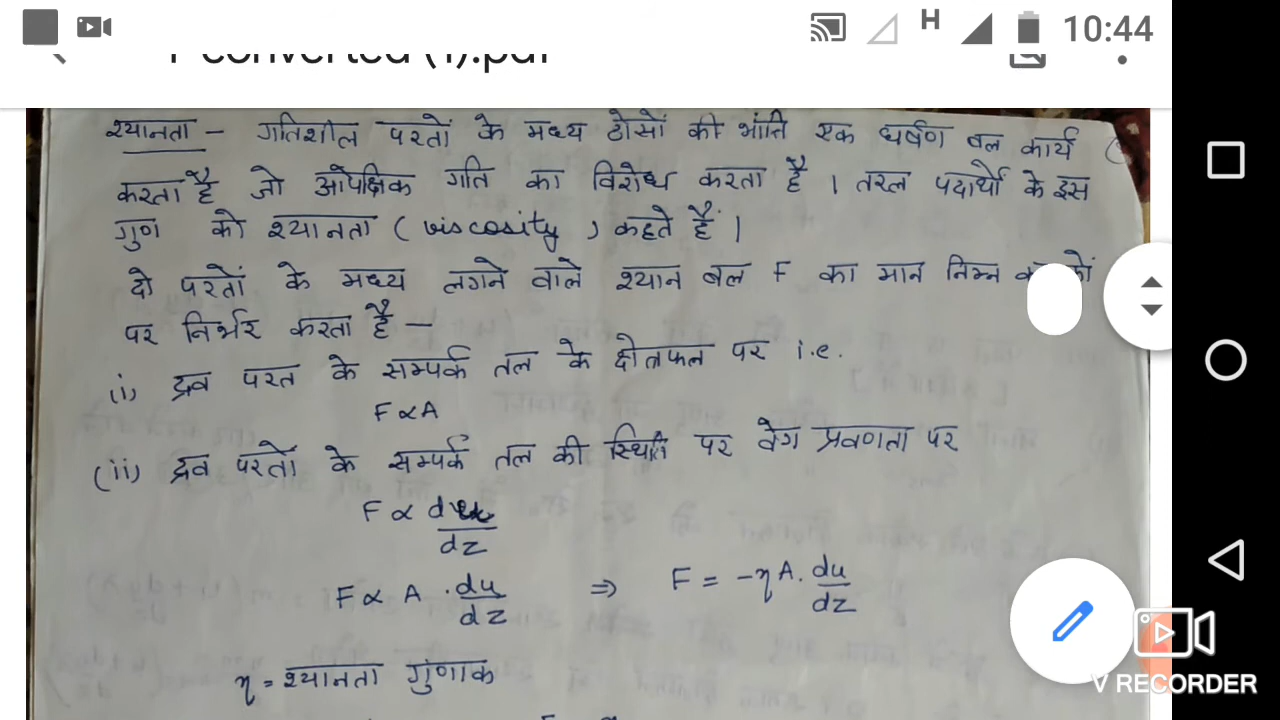 10:44
H
1 converted (1).pdf
श्यानता – गतिशील परतों के मध्य ठोसों की भांति एक घर्षण बल कार्य
करता है जो आपेक्षिक गति का विरोध करता है । तरल पदार्थों के इस
गुण को श्यानता ( viscosity ) कहते हैं ।
दो परतों के मध्य लगने वाले श्यान बल F का मान निम्न
पर निर्भर करता है –
(i) द्रव परत के सम्पर्क तल के क्षेत्रफल पर i.e.
F ∝ A
(ii) द्रव परतों के सम्पर्क तल की स्थिति पर वेग प्रवणता पर
F ∝ du/dz
F ∝ A . du/dz ⇒ F = -η A. du/dz
η = श्यानता गुणांक
V RECORDER